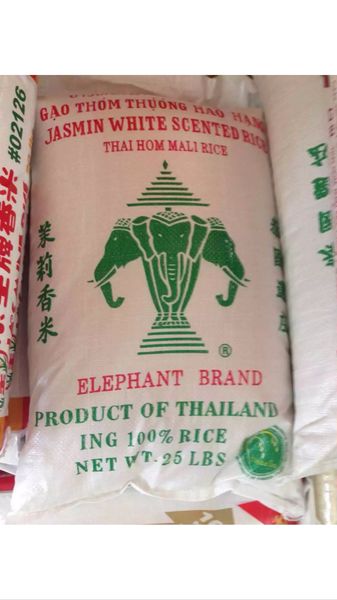 GẠO THƠM THƯỢNG HẢO HẠNG
JASMIN WHITE SCENTED RICE
THAI HOM MALI RICE
茉莉香米
®
ELEPHANT BRAND
PRODUCT OF THAILAND
ING 100% RICE
NET WT. 25 LBS
#02126